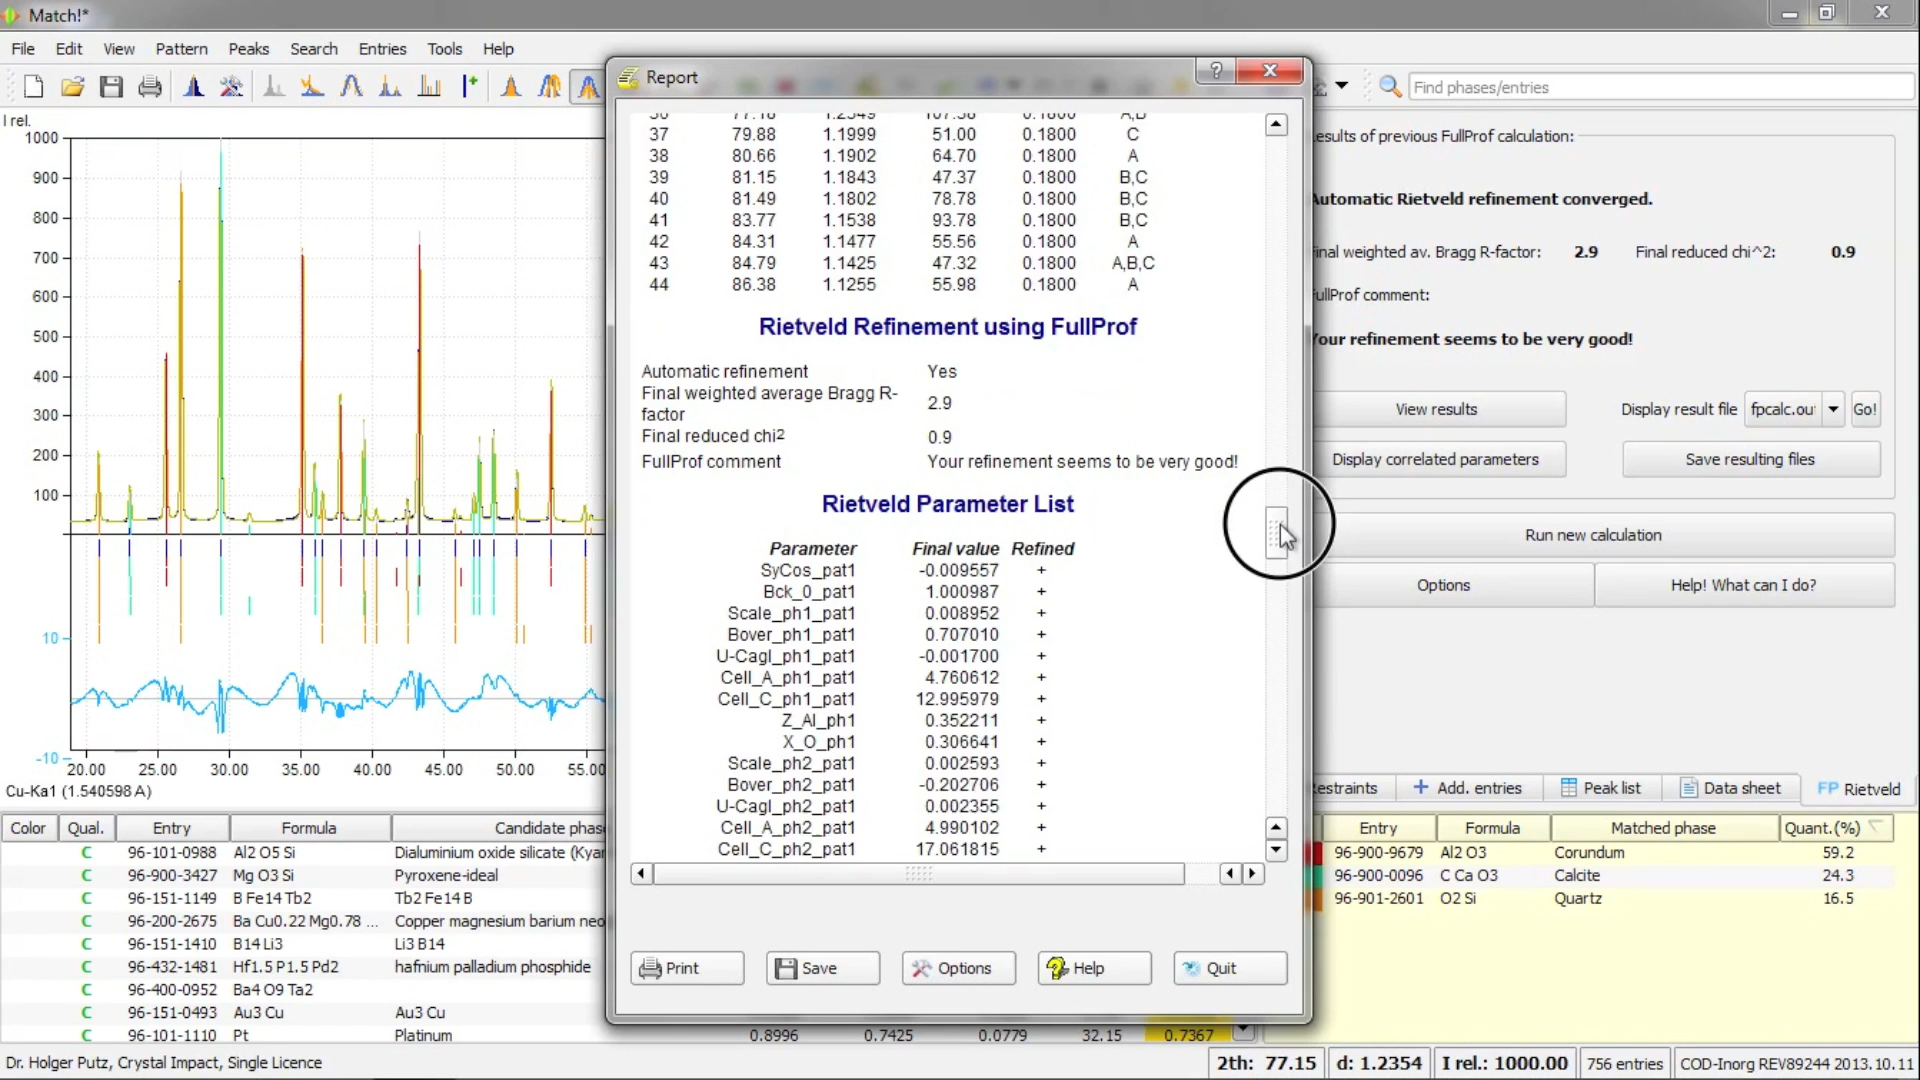 Match!*
File Edit View Pattern Peaks Search Entries Tools Help
Find phases/entries
I rel.
1000
900
800
700
600
500
400
300
200
100
10
-10
20.00 25.00 30.00 35.00 40.00 45.00 50.00 55.00
Cu-Ka1 (1.540598 A)
Report
37 79.88 1.1999 51.00 0.1800 C
38 80.66 1.1902 64.70 0.1800 A
39 81.15 1.1843 47.37 0.1800 B,C
40 81.49 1.1802 78.78 0.1800 B,C
41 83.77 1.1538 93.78 0.1800 B,C
42 84.31 1.1477 55.56 0.1800 A
43 84.79 1.1425 47.32 0.1800 A,B,C
44 86.38 1.1255 55.98 0.1800 A
Rietveld Refinement using FullProf
Automatic refinement Yes
Final weighted average Bragg R-factor 2.9
Final reduced chi2 0.9
FullProf comment Your refinement seems to be very good!
Rietveld Parameter List
Parameter Final value Refined
SyCos_pat1 -0.009557 +
Bck_0_pat1 1.000987 +
Scale_ph1_pat1 0.008952 +
Bover_ph1_pat1 0.707010 +
U-Cagl_ph1_pat1 -0.001700 +
Cell_A_ph1_pat1 4.760612 +
Cell_C_ph1_pat1 12.995979 +
Z_Al_ph1 0.352211 +
X_O_ph1 0.306641 +
Scale_ph2_pat1 0.002593 +
Bover_ph2_pat1 -0.202706 +
U-Cagl_ph2_pat1 0.002355 +
Cell_A_ph2_pat1 4.990102 +
Cell_C_ph2_pat1 17.061815 +
Print Save Options Help Quit
esults of previous FullProf calculation:
Automatic Rietveld refinement converged.
inal weighted av. Bragg R-factor: 2.9 Final reduced chi^2: 0.9
ullProf comment:
Your refinement seems to be very good!
View results Display result file fpcalc.ou Go!
Display correlated parameters Save resulting files
Run new calculation
Options Help! What can I do?
estraints Add. entries Peak list Data sheet FP Rietveld
Color Qual. Entry Formula Candidate phas
C 96-101-0988 Al2 O5 Si Dialuminium oxide silicate (Kya
C 96-900-3427 Mg O3 Si Pyroxene-ideal
C 96-151-1149 B Fe14 Tb2 Tb2 Fe14 B
C 96-200-2675 Ba Cu0.22 Mg0.78 ... Copper magnesium barium neo
C 96-151-1410 B14 Li3 Li3 B14
C 96-432-1481 Hf1.5 P1.5 Pd2 hafnium palladium phosphide
C 96-400-0952 Ba4 O9 Ta2
C 96-151-0493 Au3 Cu Au3 Cu
C 96-101-1110 Pt Platinum 0.8996 0.7425 0.0779 32.15 0.7367
Entry Formula Matched phase Quant.(%)
96-900-9679 Al2 O3 Corundum 59.2
96-900-0096 C Ca O3 Calcite 24.3
96-901-2601 O2 Si Quartz 16.5
Dr. Holger Putz, Crystal Impact, Single Licence
2th: 77.15 d: 1.2354 I rel.: 1000.00 756 entries COD-Inorg REV89244 2013.10.11